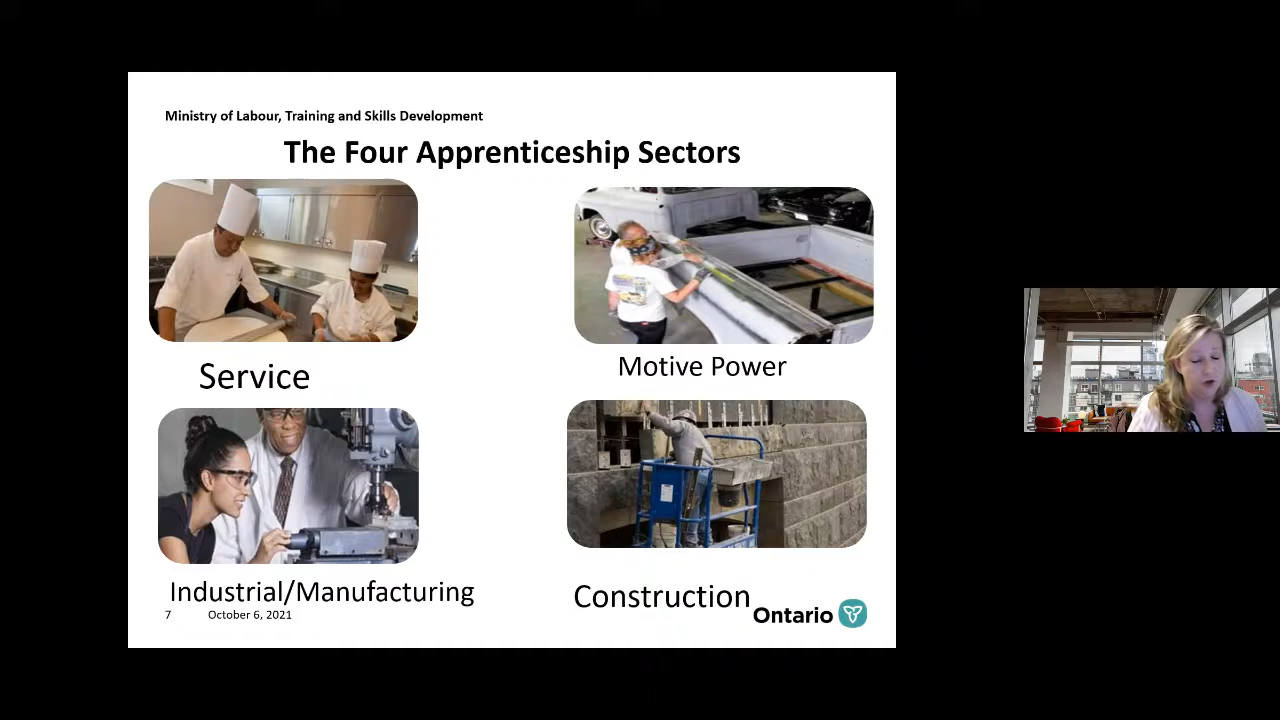 Ministry of Labour, Training and Skills Development
The Four Apprenticeship Sectors
Service
Motive Power
Industrial/Manufacturing
Construction
7 October 6, 2021
Ontario